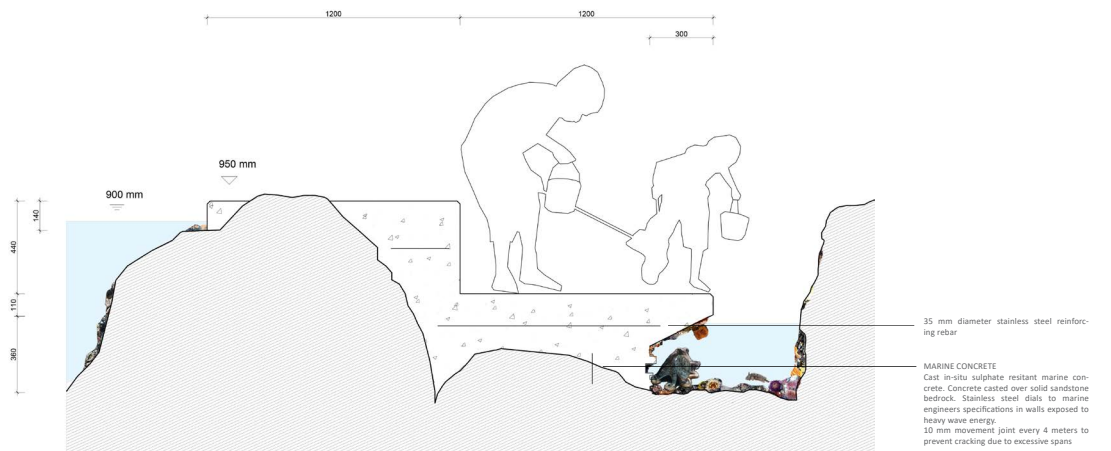 1200
1200
300
950 mm
900 mm
140
440
110
360
35 mm diameter stainless steel reinforc-
ing rebar
MARINE CONCRETE
Cast in-situ sulphate resitant marine con-
crete. Concrete casted over solid sandstone
bedrock. Stainless steel dials to marine
engineers specifications in walls exposed to
heavy wave energy.
10 mm movement joint every 4 meters to
prevent cracking due to excessive spans